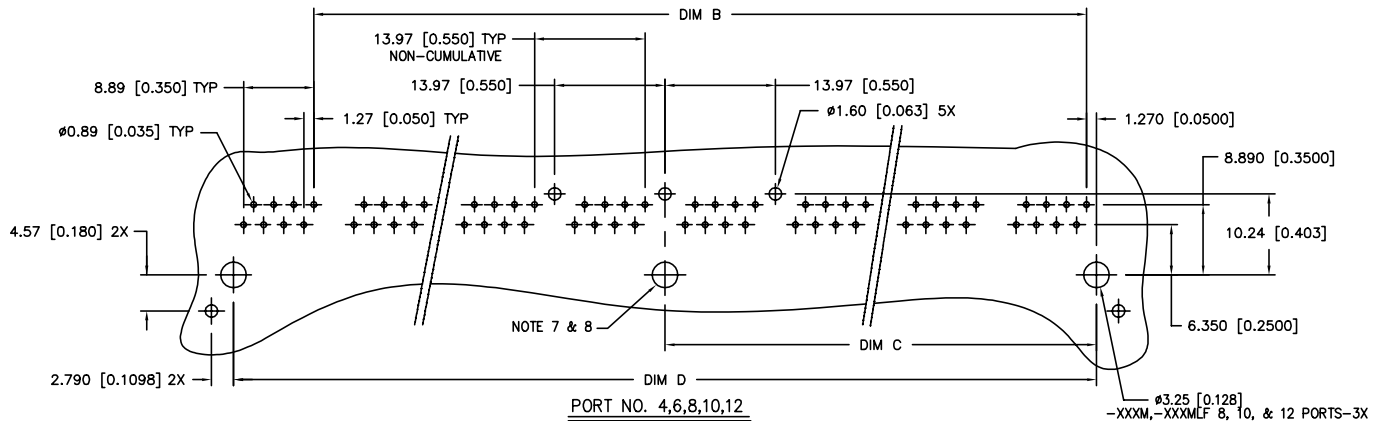 DIM B
13.97 [0.550] TYP
NON-CUMULATIVE
8.89 [0.350] TYP
13.97 [0.550]
13.97 [0.550]
ø0.89 [0.035] TYP
1.27 [0.050] TYP
ø1.60 [0.063] 5X
1.270 [0.0500]
8.890 [0.3500]
4.57 [0.180] 2X
10.24 [0.403]
NOTE 7 & 8
6.350 [0.2500]
DIM C
2.790 [0.1098] 2X
DIM D
ø3.25 [0.128]
-XXXM,-XXXMLF 8, 10, & 12 PORTS-3X
PORT NO. 4,6,8,10,12